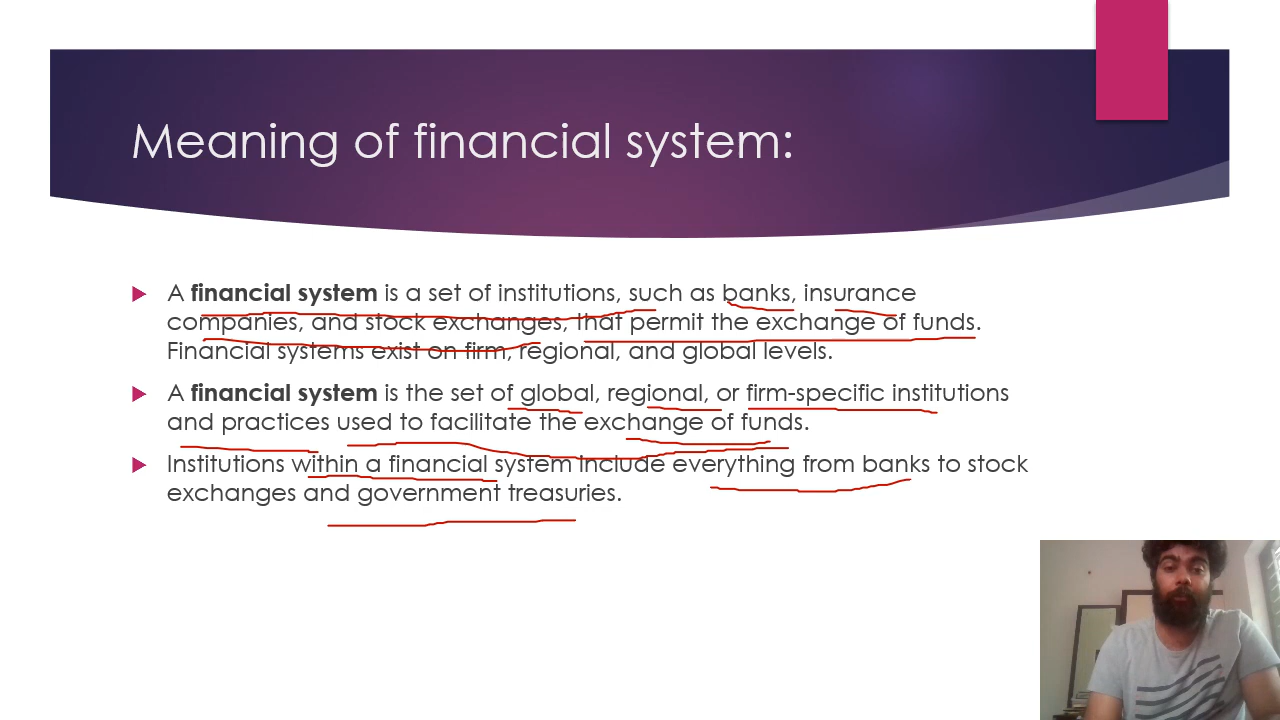 Meaning of financial system:
A financial system is a set of institutions, such as banks, insurance
companies, and stock exchanges, that permit the exchange of funds.
Financial systems exist on firm, regional, and global levels.
A financial system is the set of global, regional, or firm-specific institutions
and practices used to facilitate the exchange of funds.
Institutions within a financial system include everything from banks to stock
exchanges and government treasuries.